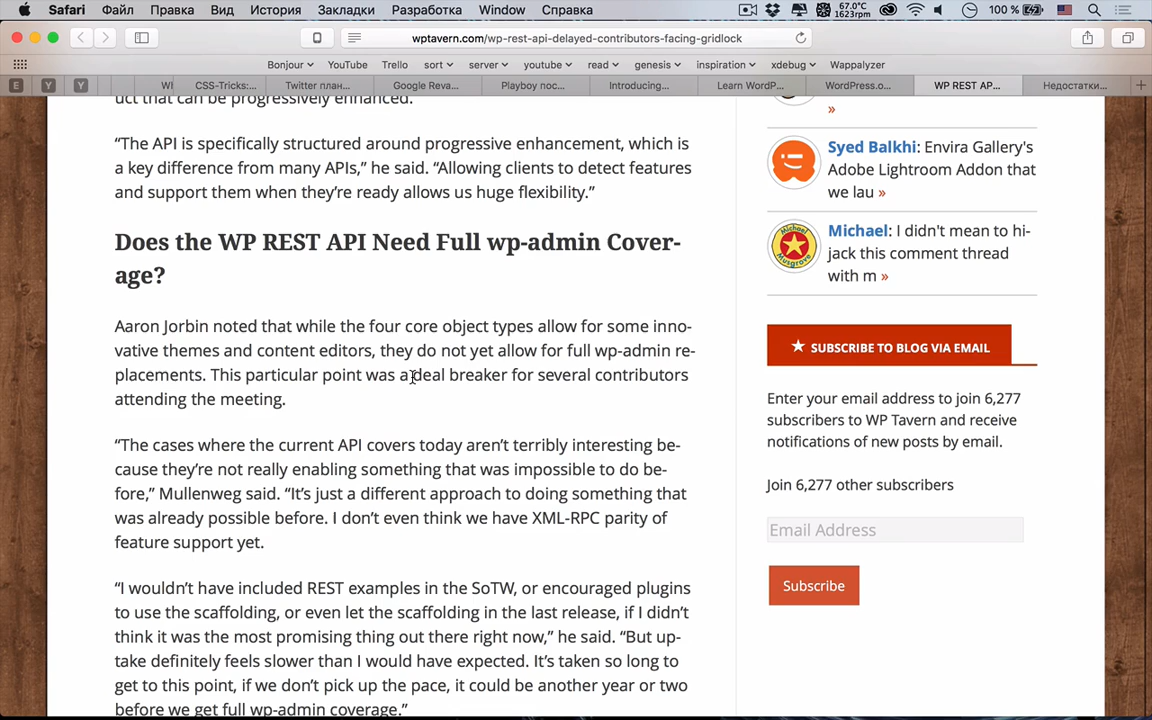 Safari Файл Правка Вид История Закладки Разработка Window Справка 67.0°C 1623rpm 100 %
wptavern.com/wp-rest-api-delayed-contributors-facing-gridlock
Bonjour YouTube Trello sort server youtube read genesis inspiration xdebug Wappalyzer
E Y Y WI CSS-Tricks:... Twitter план... Google Reva... Playboy пос... Introducing... Learn WordP... WordPress.o... WP REST AP... Недостатки... +
uct that can be progressively enhanced.
“The API is specifically structured around progressive enhancement, which is
a key difference from many APIs,” he said. “Allowing clients to detect features
and support them when they’re ready allows us huge flexibility.”
Does the WP REST API Need Full wp-admin Cover-
age?
Aaron Jorbin noted that while the four core object types allow for some inno-
vative themes and content editors, they do not yet allow for full wp-admin re-
placements. This particular point was a deal breaker for several contributors
attending the meeting.
“The cases where the current API covers today aren’t terribly interesting be-
cause they’re not really enabling something that was impossible to do be-
fore,” Mullenweg said. “It’s just a different approach to doing something that
was already possible before. I don’t even think we have XML-RPC parity of
feature support yet.
“I wouldn’t have included REST examples in the SoTW, or encouraged plugins
to use the scaffolding, or even let the scaffolding in the last release, if I didn’t
think it was the most promising thing out there right now,” he said. “But up-
take definitely feels slower than I would have expected. It’s taken so long to
get to this point, if we don’t pick up the pace, it could be another year or two
before we get full wp-admin coverage.”
»
Syed Balkhi: Envira Gallery's
Adobe Lightroom Addon that
we lau »
Michael Musgrove
Michael: I didn't mean to hi-
jack this comment thread
with m »
★ SUBSCRIBE TO BLOG VIA EMAIL
Enter your email address to join 6,277
subscribers to WP Tavern and receive
notifications of new posts by email.
Join 6,277 other subscribers
Email Address
Subscribe